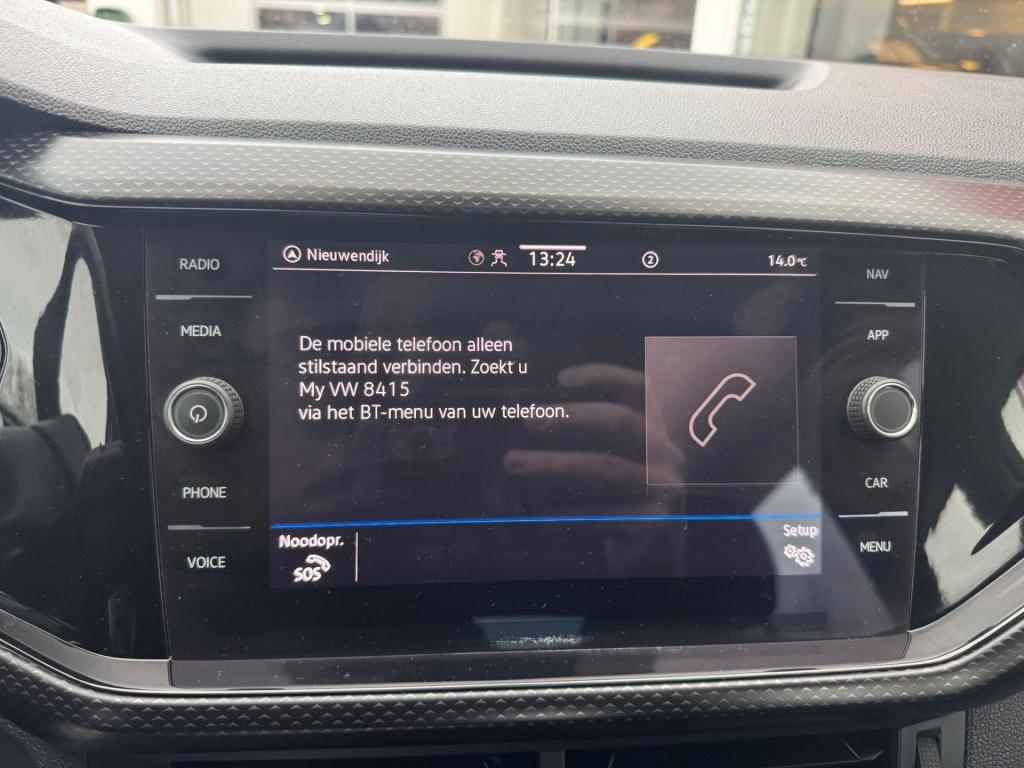 Nieuwendijk
13:24
2
14.0°C
RADIO
MEDIA
PHONE
VOICE
De mobiele telefoon alleen
stilstaand verbinden. Zoekt u
My VW 8415
via het BT-menu van uw telefoon.
Noodopr.
SOS
Setup
NAV
APP
CAR
MENU